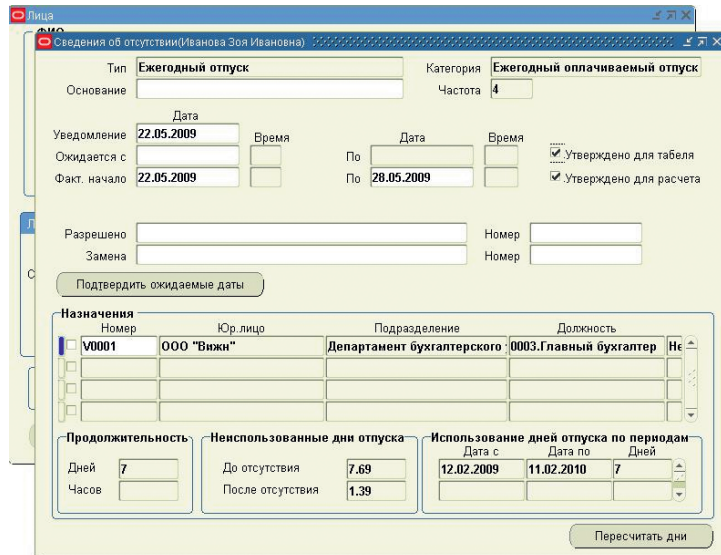 Лица
ФИО
Сведения об отсутствии(Иванова Зоя Ивановна)
Тип Ежегодный отпуск Категория Ежегодный оплачиваемый отпуск
Основание Частота 4
Дата
Уведомление 22.05.2009 Время Дата Время
Ожидается с По Утверждено для табеля
Факт. начало 22.05.2009 По 28.05.2009 Утверждено для расчета
Разрешено Номер
Замена Номер
Подтвердить ожидаемые даты
Назначения
Номер Юр.лицо Подразделение Должность
V0001 ООО "Вижн" Департамент бухгалтерского 0003.Главный бухгалтер Не
Продолжительность Неиспользованные дни отпуска Использование дней отпуска по периодам
Дата с Дата по Дней
Дней 7 До отсутствия 7.69 12.02.2009 11.02.2010 7
Часов После отсутствия 1.39
Пересчитать дни